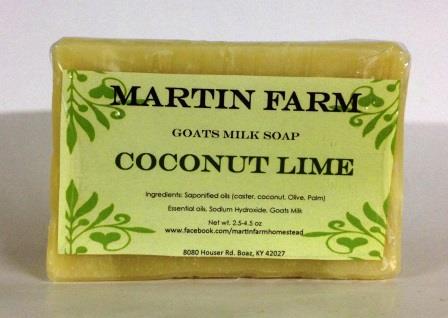 MARTIN FARM
GOATS MILK SOAP
COCONUT LIME
Ingredients: Saponified oils (caster, coconut, Olive, Palm)
Essential oils, Sodium Hydroxide, Goats Milk
Net wt. 2.5-4.5 oz
www.facebook.com/martinfarmhomestead
8080 Houser Rd. Boaz, KY 42027